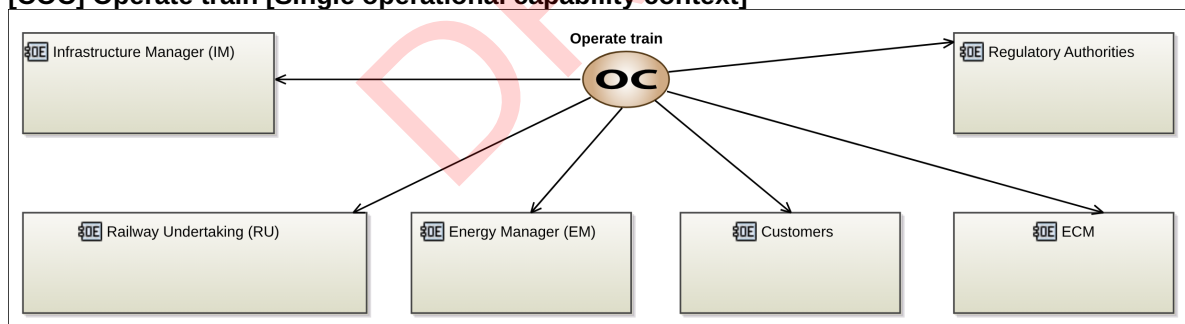 [COC] Operate train [Single operational capability context]
Operate train
OE Infrastructure Manager (IM)
OC
OE Regulatory Authorities
OE Railway Undertaking (RU)
OE Energy Manager (EM)
OE Customers
OE ECM